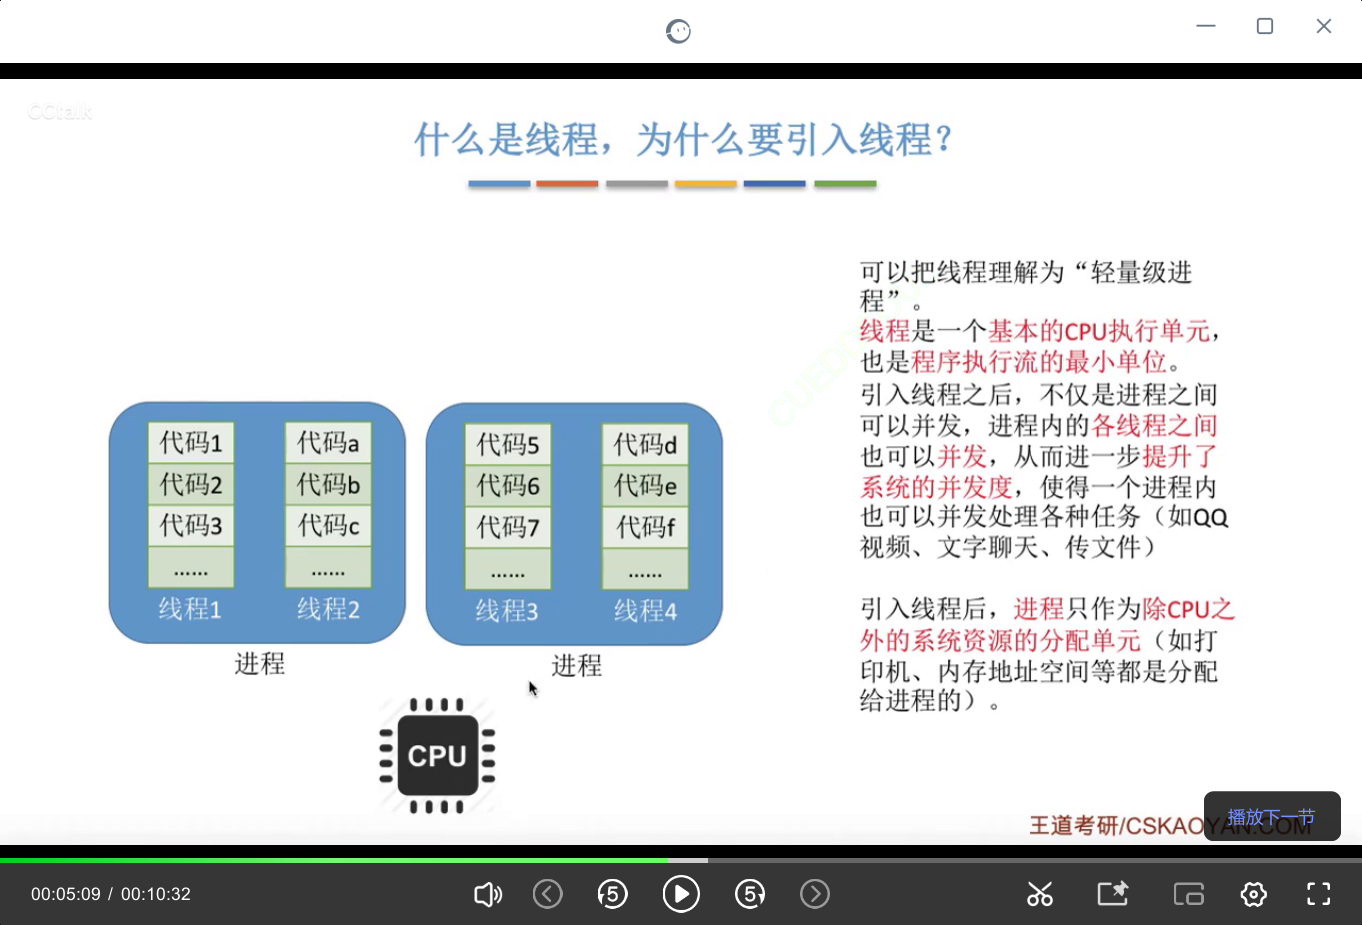 CCtalk
什么是线程，为什么要引入线程？
可以把线程理解为“轻量级进
程”。
线程是一个基本的CPU执行单元，
也是程序执行流的最小单位。
引入线程之后，不仅是进程之间
可以并发，进程内的各线程之间
也可以并发，从而进一步提升了
系统的并发度，使得一个进程内
也可以并发处理各种任务（如QQ
视频、文字聊天、传文件）
引入线程后，进程只作为除CPU之
外的系统资源的分配单元（如打
印机、内存地址空间等都是分配
给进程的）。
代码1
代码2
代码3
……
线程1
代码a
代码b
代码c
……
线程2
进程
代码5
代码6
代码7
……
线程3
代码d
代码e
代码f
……
线程4
进程
CPU
王道考研/CSKAOYAN.COM
播放下一节
00:05:09 / 00:10:32
5
5